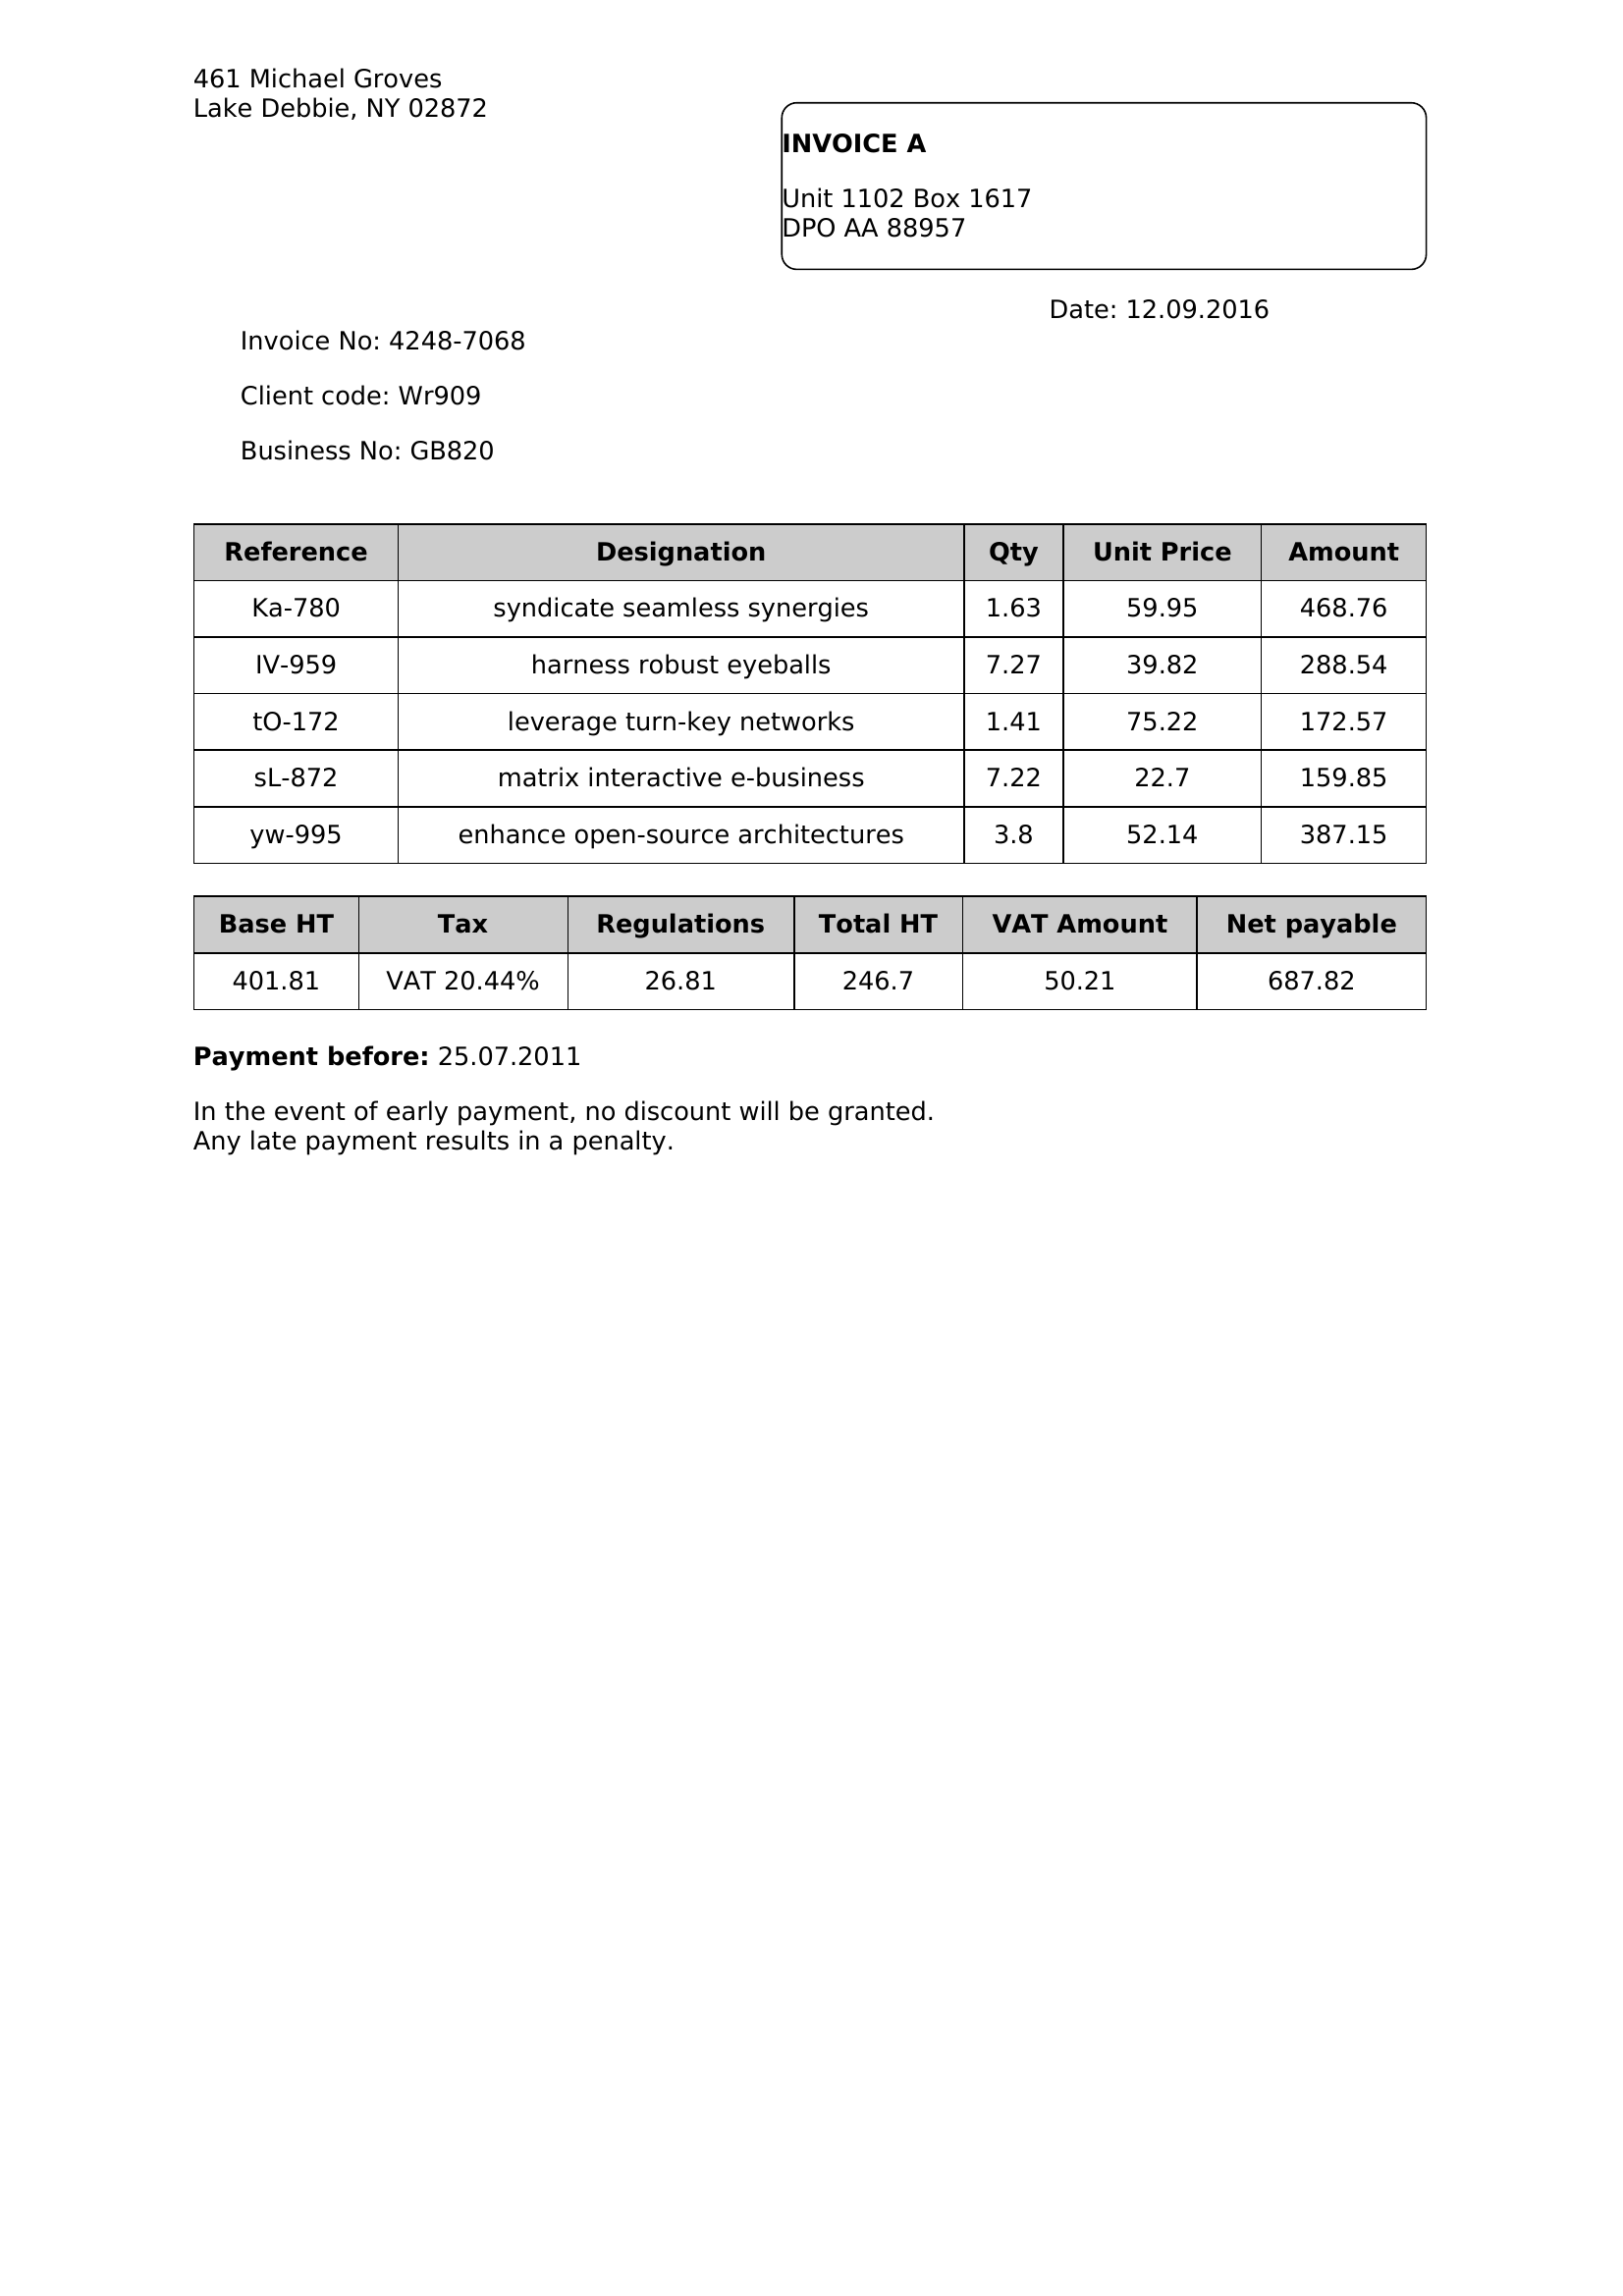 461 Michael Groves
Lake Debbie, NY 02872
INVOICE A
Unit 1102 Box 1617
DPO AA 88957
Date: 12.09.2016
Invoice No: 4248-7068
Client code: Wr909
Business No: GB820
Reference Designation Qty Unit Price Amount
Ka-780 syndicate seamless synergies 1.63 59.95 468.76
IV-959 harness robust eyeballs 7.27 39.82 288.54
tO-172 leverage turn-key networks 1.41 75.22 172.57
sL-872 matrix interactive e-business 7.22 22.7 159.85
yw-995 enhance open-source architectures 3.8 52.14 387.15
Base HT Tax Regulations Total HT VAT Amount Net payable
401.81 VAT 20.44% 26.81 246.7 50.21 687.82
Payment before: 25.07.2011
In the event of early payment, no discount will be granted.
Any late payment results in a penalty.